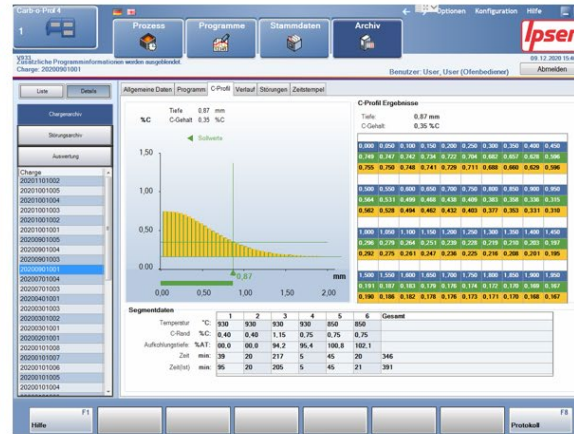 Carb-o-Prof 4
Prozess
Programme
Stammdaten
Archiv
Optionen Konfiguration Hilfe
1
Ipsen
V931
Zusätzliche Programminformationen werden ausgeblendet.
Charge: 20200901001
Benutzer: User, User (Ofenbediener)
Abmelden
Liste
Details
Allgemeine Daten Programm C-Profil Verlauf Störungen Zeitstempel
Chargenarchiv
Störungsarchiv
Auswertung
Charge
20201101002
20201001005
20201001004
20201001003
20201001002
20201001001
20200901005
20200901004
20200901003
20200901001
20200701004
20200701003
20200401001
20200301003
20200301002
20200301001
20200201001
20200101008
20200101007
20200101006
20200101005
20200101004
%C
Tiefe 0,87 mm
C-Gehalt 0,35 %C
Sollwerte
1,50
1,00
0,50
0,00
0,87
mm
0,00 0,50 1,00 1,50 2,00
C-Profil Ergebnisse
Tiefe: 0,87 mm
C-Gehalt: 0,35 %C
0,000 0,050 0,100 0,150 0,200 0,250 0,300 0,350 0,400 0,450
0,749 0,747 0,742 0,734 0,722 0,704 0,682 0,657 0,628 0,596
0,755 0,750 0,748 0,741 0,729 0,711 0,688 0,660 0,629 0,596
0,500 0,550 0,600 0,650 0,700 0,750 0,800 0,850 0,900 0,950
0,564 0,531 0,499 0,468 0,438 0,409 0,383 0,358 0,336 0,315
0,562 0,528 0,494 0,462 0,432 0,403 0,377 0,353 0,331 0,310
1,000 1,050 1,100 1,150 1,200 1,250 1,300 1,350 1,400 1,450
0,296 0,279 0,264 0,251 0,239 0,228 0,219 0,210 0,203 0,197
0,292 0,275 0,261 0,247 0,236 0,225 0,216 0,208 0,201 0,195
1,500 1,550 1,600 1,650 1,700 1,750 1,800 1,850 1,900 1,950
0,191 0,187 0,183 0,179 0,176 0,174 0,172 0,170 0,169 0,167
0,190 0,186 0,182 0,178 0,176 0,173 0,171 0,170 0,168 0,167
Segmentdaten
1 2 3 4 5 6 Gesamt
Temperatur °C: 930 930 930 930 850 850
C-Rand %C: 0,40 0,40 1,15 0,75 0,75 0,75
Aufkohlungstiefe: %AT: 00,0 00,0 94,2 95,4 100,8 102,1
Zeit min: 39 20 217 5 45 20 346
Zeit(Ist) min: 95 20 205 5 45 21 391
F1
Hilfe
F8
Protokoll